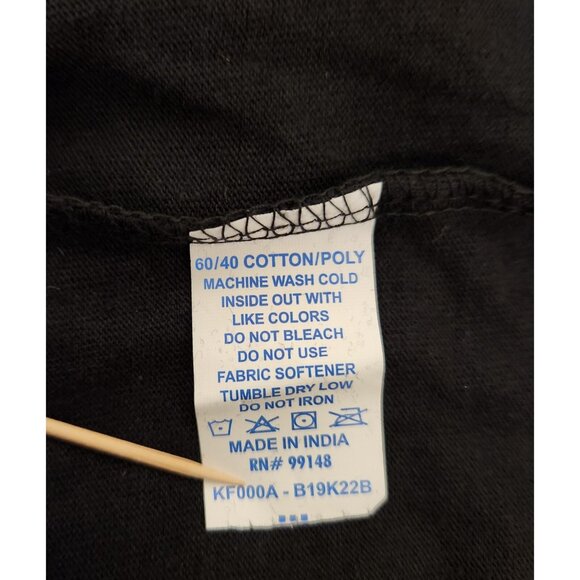 60/40 COTTON/POLY
MACHINE WASH COLD
INSIDE OUT WITH
LIKE COLORS
DO NOT BLEACH
DO NOT USE
FABRIC SOFTENER
TUMBLE DRY LOW
DO NOT IRON
MADE IN INDIA
RN# 99148
KF000A - B19K22B